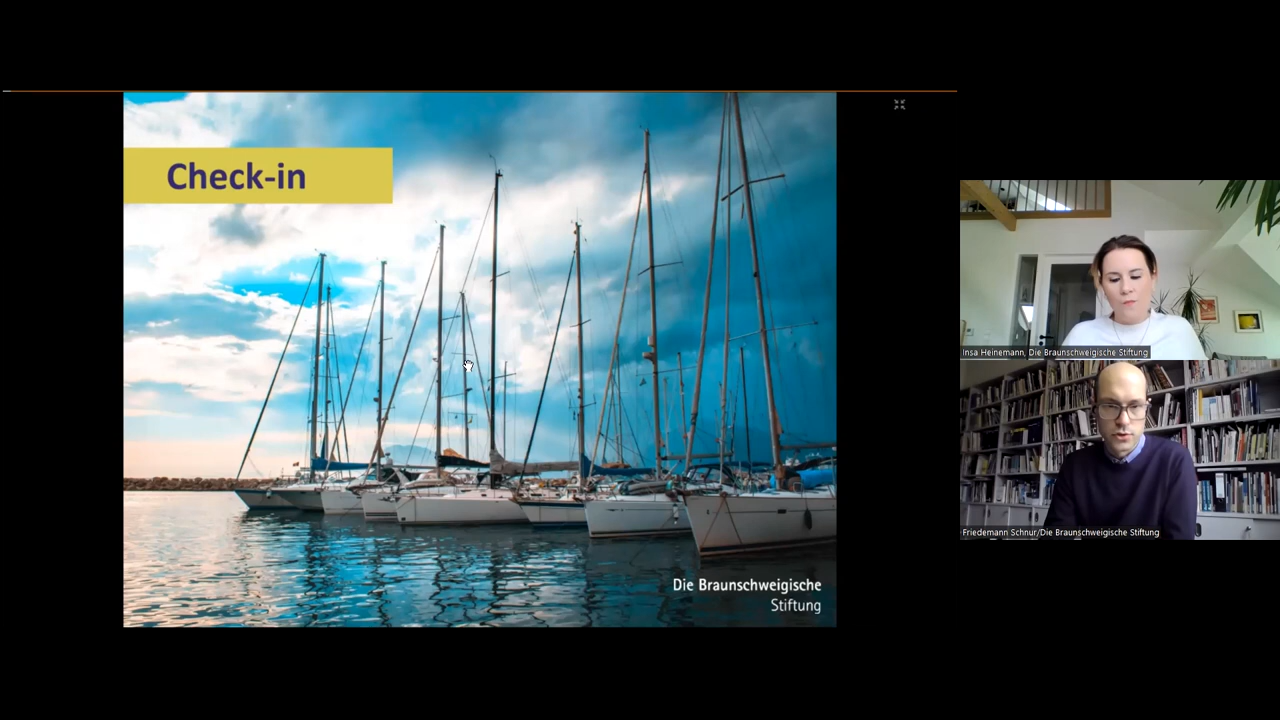 Check-in
Die Braunschweigische
Stiftung
Insa Heinemann, Die Braunschweigische Stiftung
Friedemann Schnur/Die Braunschweigische Stiftung